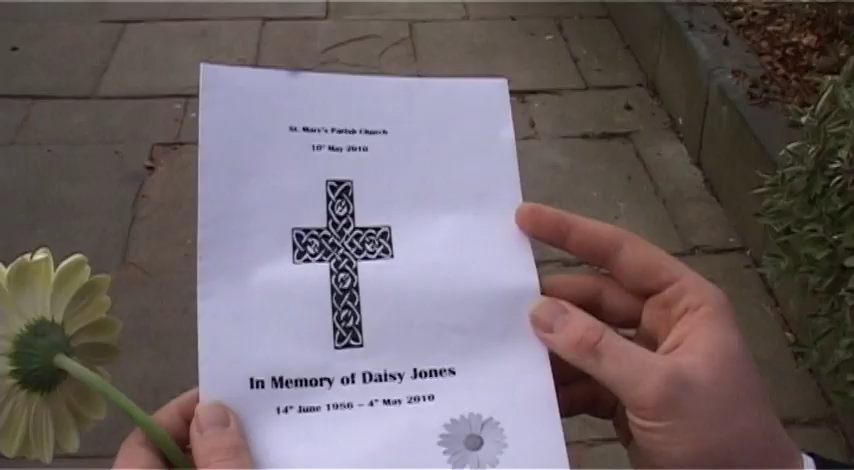 St. Mary's Parish Church
10th May 2010
In Memory of Daisy Jones
14th June 1956 – 4th May 2010